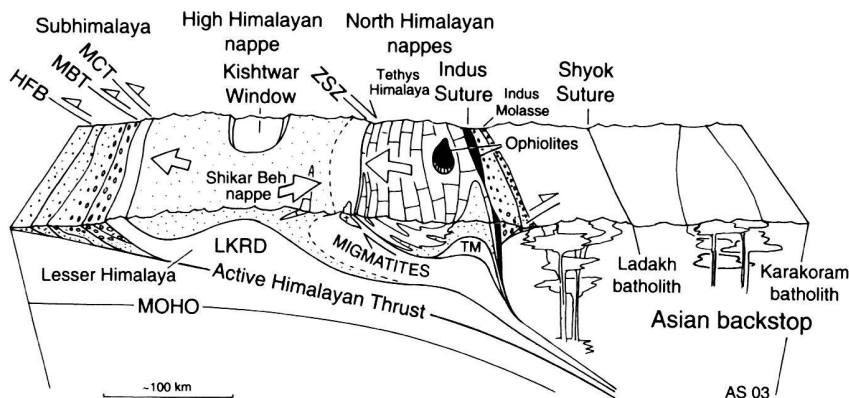 Subhimalaya
High Himalayan
nappe
North Himalayan
nappes
HFB
MBT
MCT
Kishtwar
Window
ZSZ
Tethys
Himalaya
Indus
Suture
Indus
Molasse
Shyok
Suture
Ophiolites
Shikar Beh
nappe
A
LKRD
MIGMATITES
TM
Lesser Himalaya
Active Himalayan Thrust
MOHO
Ladakh
batholith
Karakoram
batholith
Asian backstop
~100 km
AS 03